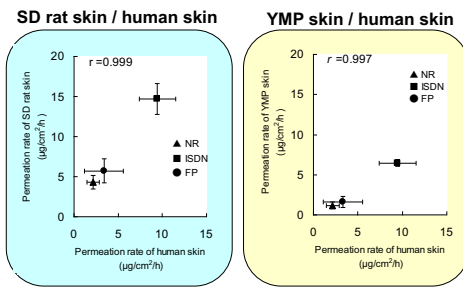 SD rat skin / human skin
r=0.999
Permeation rate of SD rat skin
(µg/cm²/h)
20
15
10
5
0
NR
ISDN
FP
0 5 10 15
Permeation rate of human skin
(µg/cm²/h)
YMP skin / human skin
r=0.997
Permeation rate of YMP skin
(µg/cm²/h)
20
15
10
5
0
NR
ISDN
FP
0 5 10 15
Permeation rate of human skin
(µg/cm²/h)